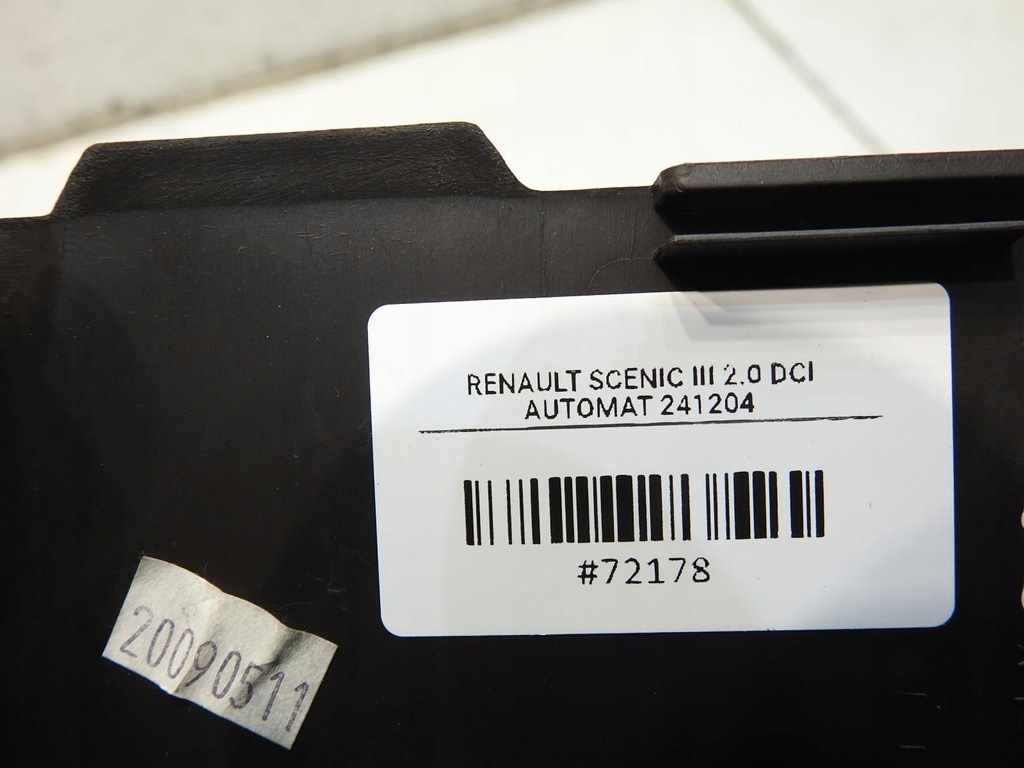 RENAULT SCENIC III 2.0 DCI
AUTOMAT 241204
#72178
20090511